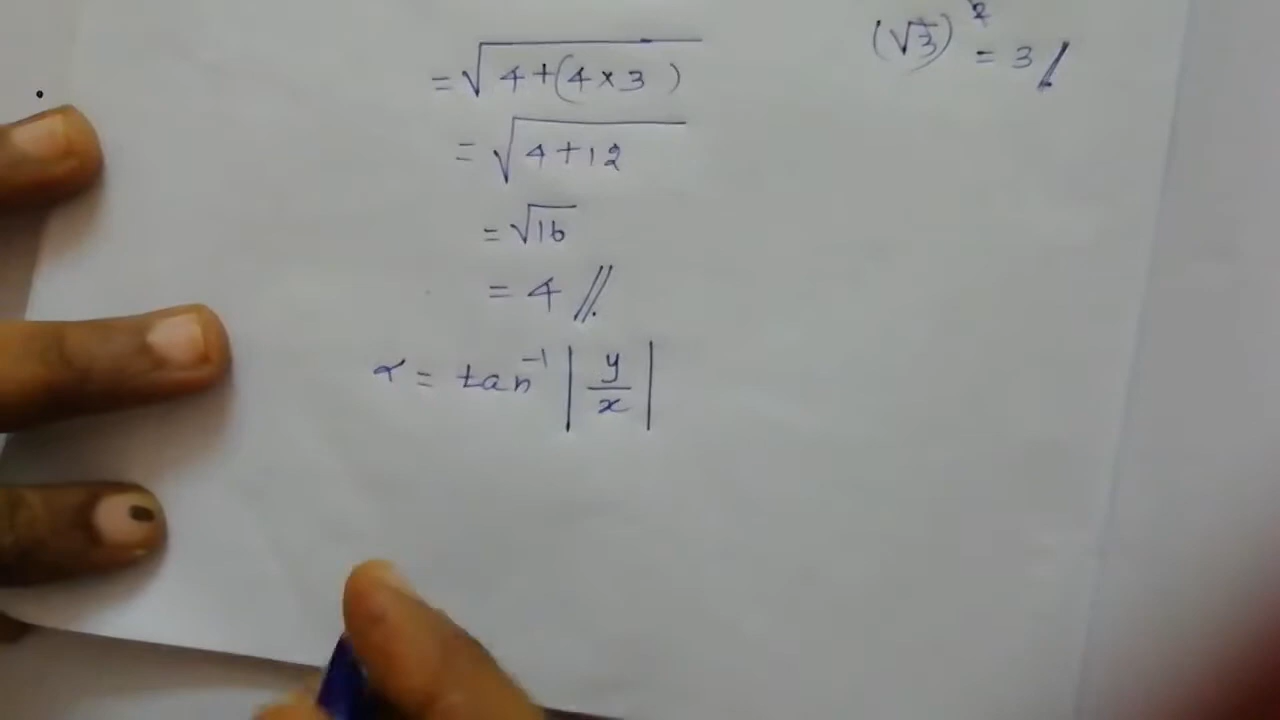 = √4+(4×3)
(√3)² = 3 //
= √4+12
= √16
= 4 //.
α = tan⁻¹ |y/x|